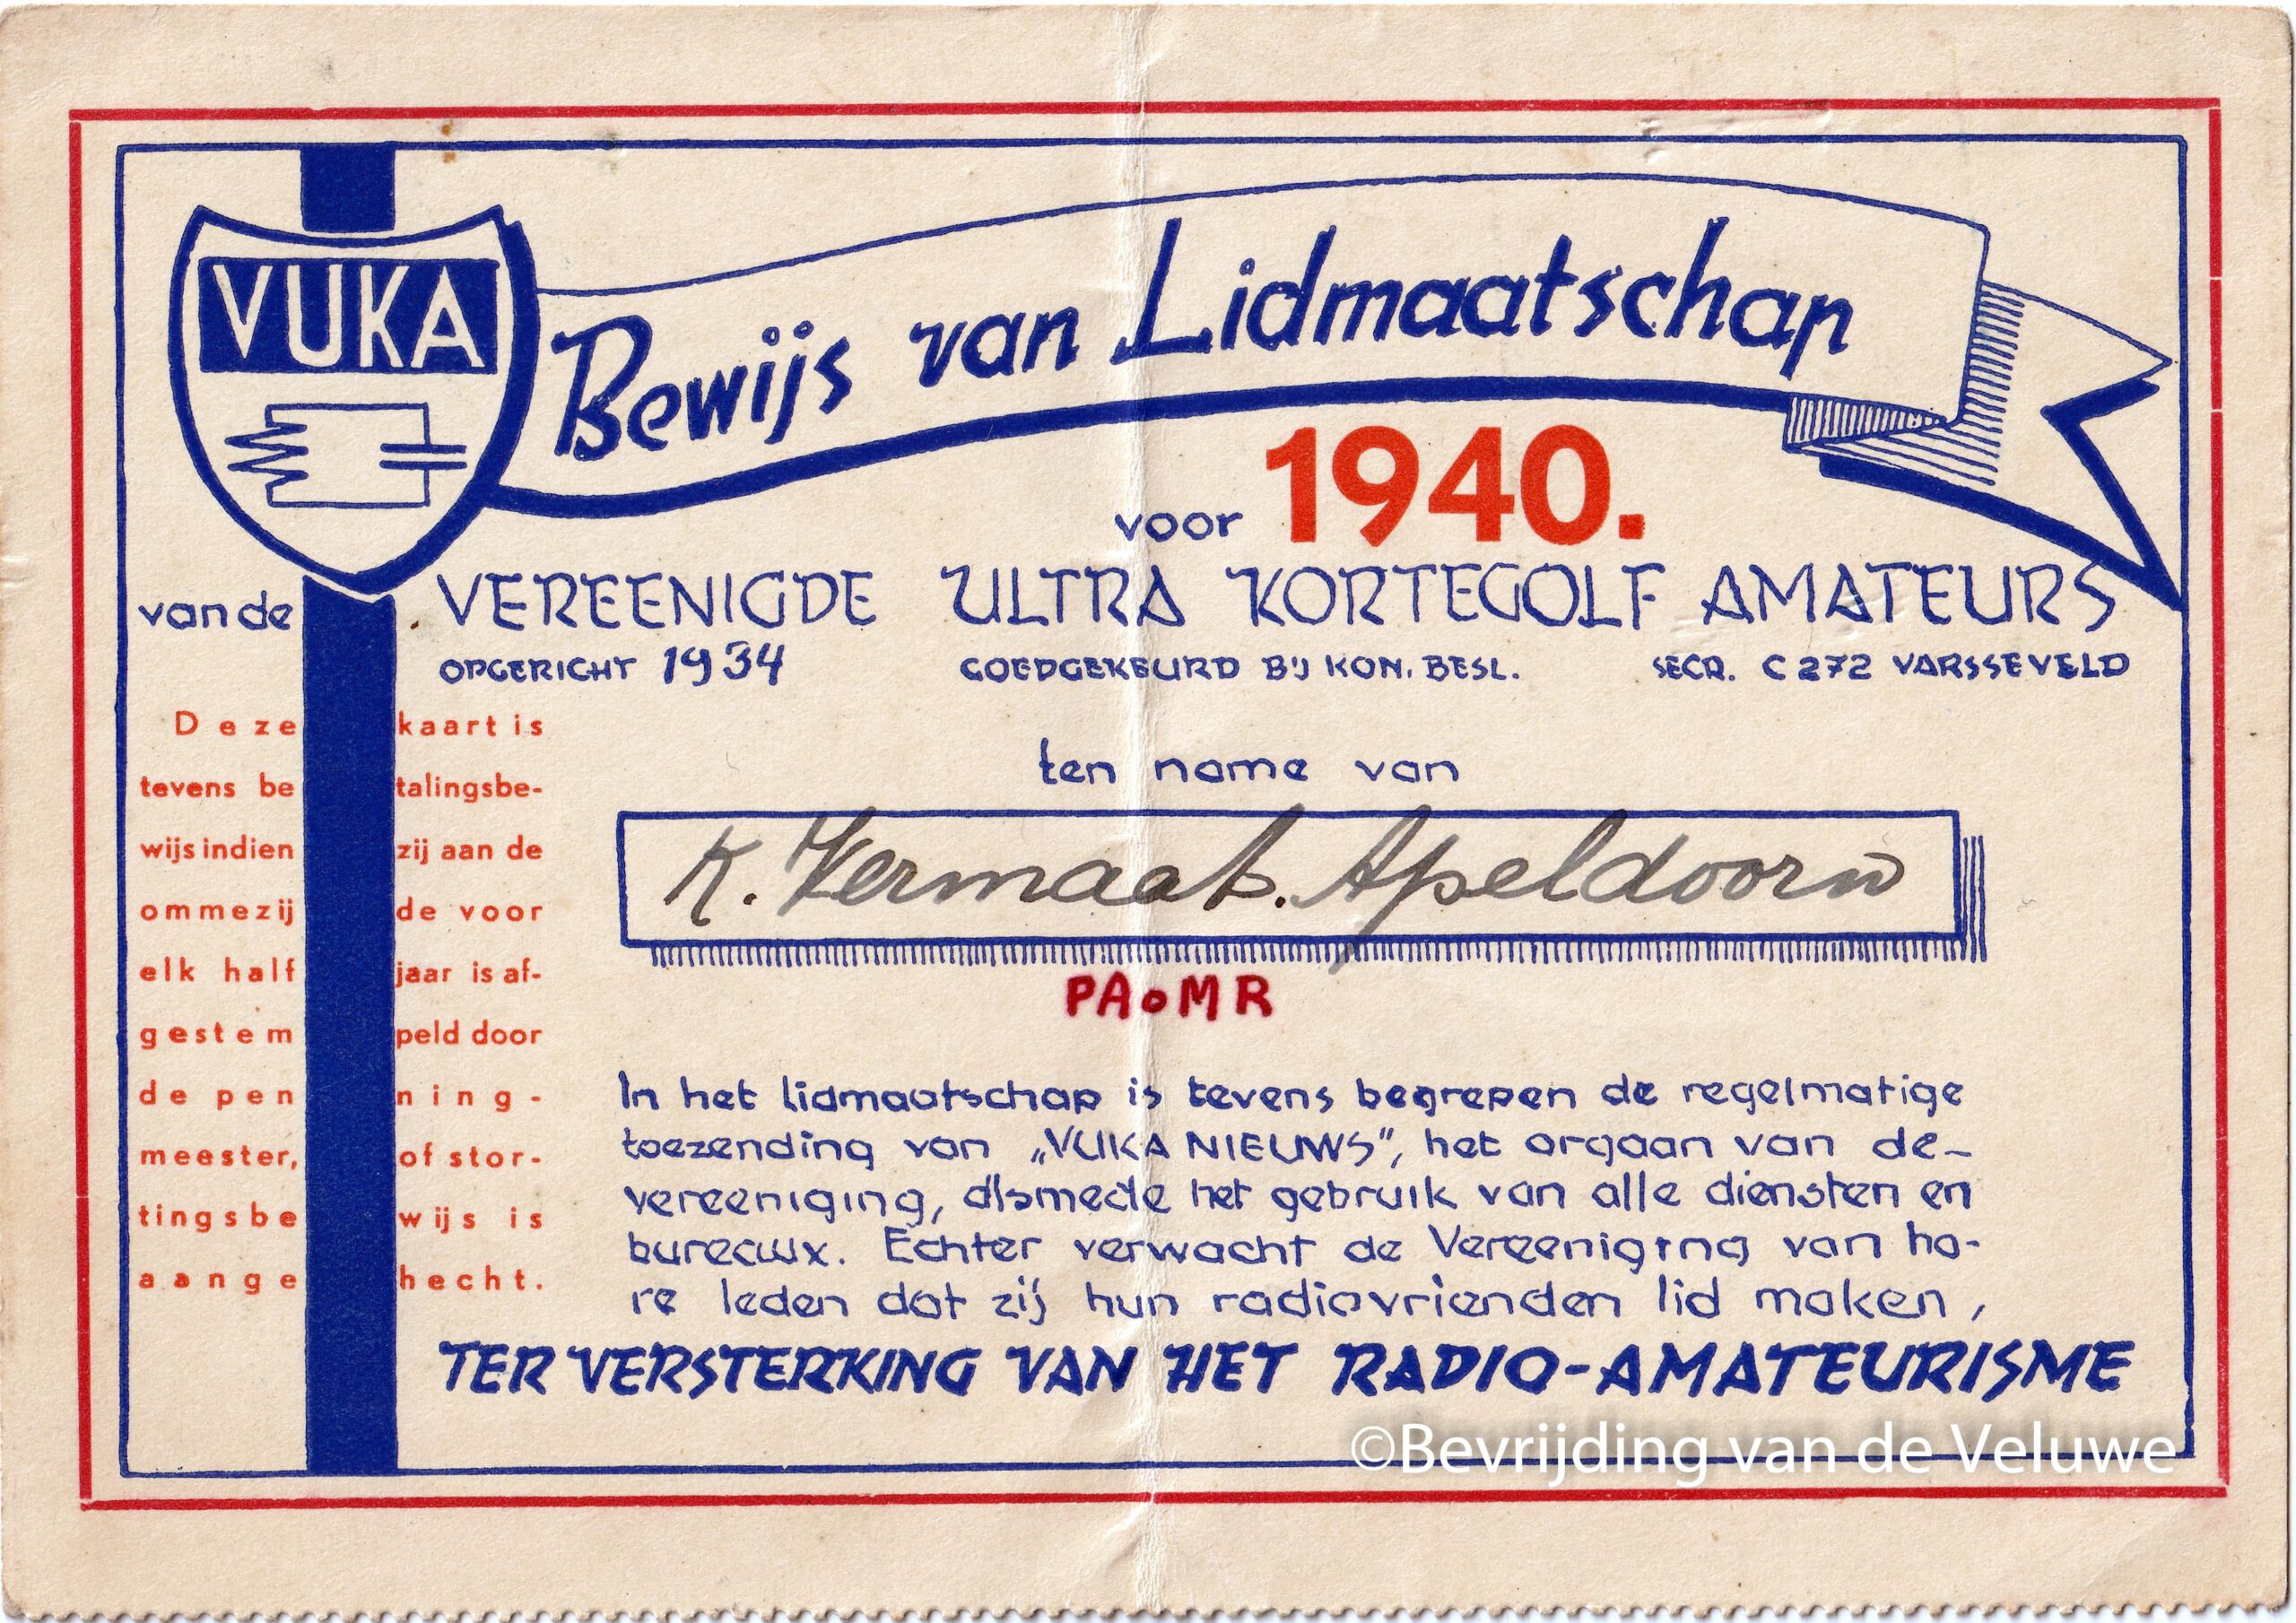 VUKA
Bewijs van Lidmaatschap
voor 1940.
van de VEREENIGDE ULTRA KORTEGOLF AMATEURS
OPGERICHT 1934 GOEDGEKEURD BIJ KON. BESL. SECR. C 272 VARSSEVELD
Deze kaart is
tevens betalingsbe-
wijs indien zij aan de
ommezijde voor
elk half jaar is af-
gestempeld door
de penning-
meester, of stor-
tingsbewijs is
aangehecht.
ten name van
K. Vermaat. Apeldoorn
PAoMR
In het lidmaatschap is tevens begrepen de regelmatige
toezending van „VUKA NIEUWS”, het orgaan van de-
vereeniging, alsmede het gebruik van alle diensten en
bureaux. Echter verwacht de Vereeniging van ha-
re leden dat zij hun radiovrienden lid maken,
TER VERSTERKING VAN HET RADIO-AMATEURISME
©Bevrijding van de Veluwe